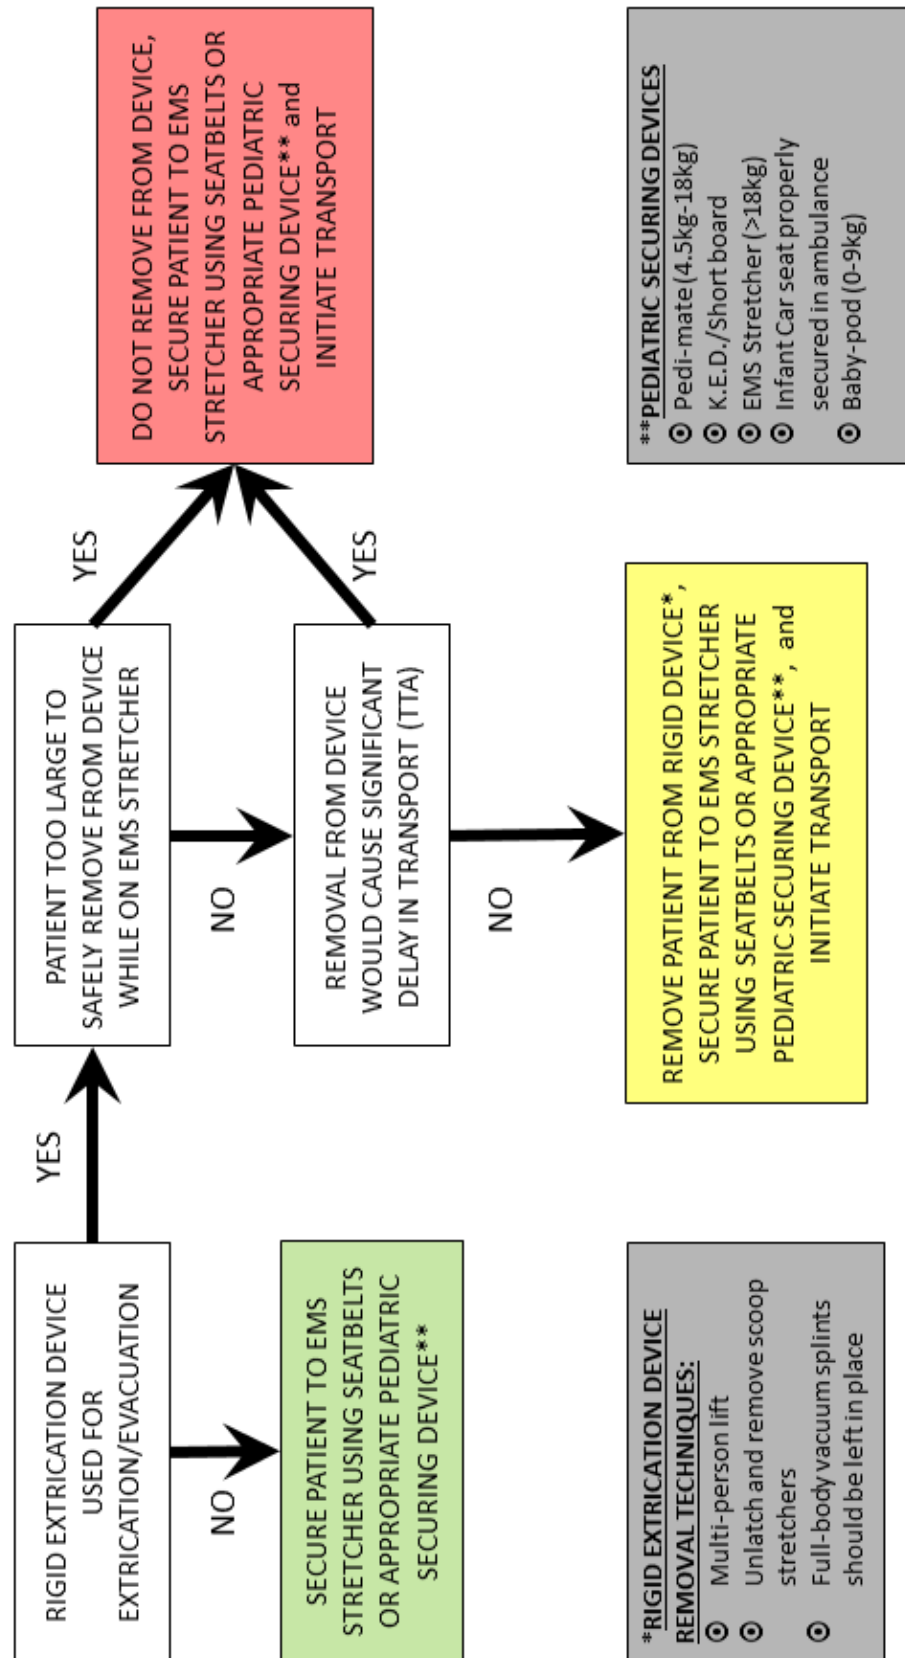 RIGID EXTRICATION DEVICE
USED FOR
EXTRICATION/EVACUATION
YES
PATIENT TOO LARGE TO
SAFELY REMOVE FROM DEVICE
WHILE ON EMS STRETCHER
YES
DO NOT REMOVE FROM DEVICE,
SECURE PATIENT TO EMS
STRETCHER USING SEATBELTS OR
APPROPRIATE PEDIATRIC
SECURING DEVICE** and
INITIATE TRANSPORT
NO
NO
SECURE PATIENT TO EMS
STRETCHER USING SEATBELTS
OR APPROPRIATE PEDIATRIC
SECURING DEVICE**
REMOVAL FROM DEVICE
WOULD CAUSE SIGNIFICANT
DELAY IN TRANSPORT (TTA)
YES
NO
REMOVE PATIENT FROM RIGID DEVICE*,
SECURE PATIENT TO EMS STRETCHER
USING SEATBELTS OR APPROPRIATE
PEDIATRIC SECURING DEVICE**, and
INITIATE TRANSPORT
*RIGID EXTRICATION DEVICE
REMOVAL TECHNIQUES:
Multi-person lift
Unlatch and remove scoop
stretchers
Full-body vacuum splints
should be left in place
**PEDIATRIC SECURING DEVICES
Pedi-mate (4.5kg-18kg)
K.E.D./Short board
EMS Stretcher (>18kg)
Infant Car seat properly
secured in ambulance
Baby-pod (0-9kg)